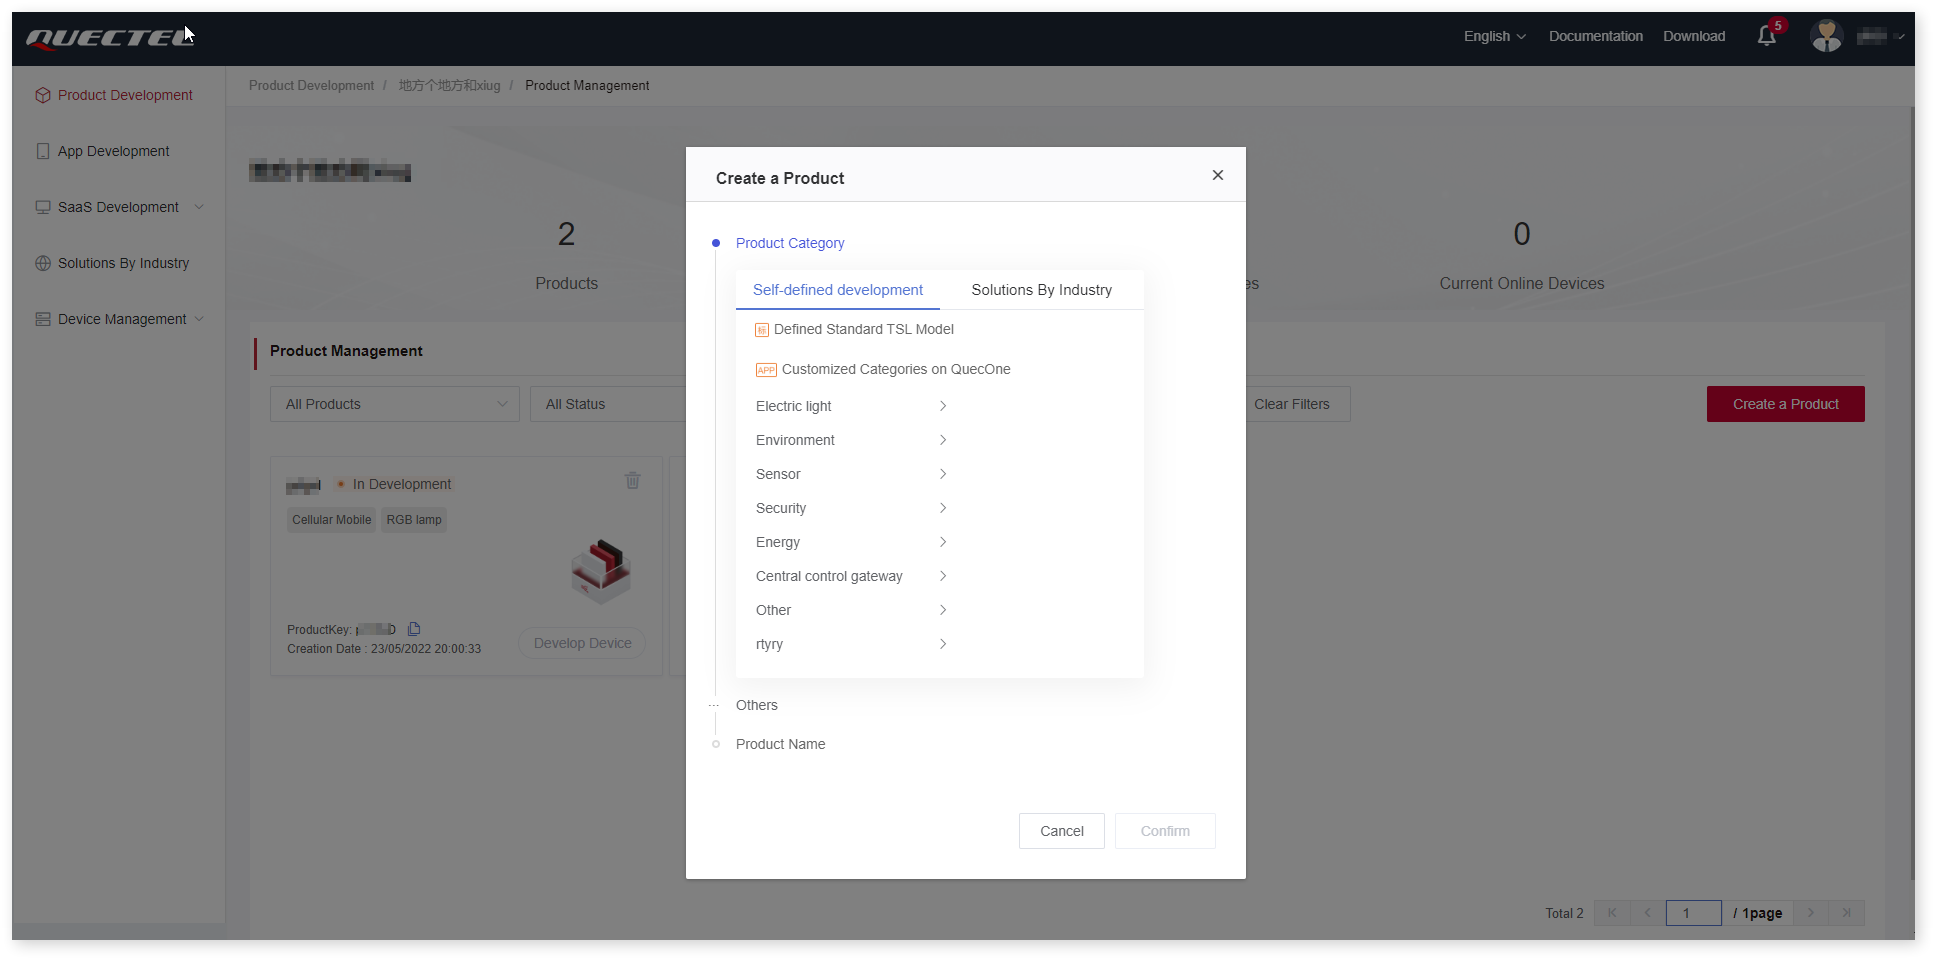 QUECTEL
English
Documentation
Download
5
Product Development
App Development
SaaS Development
Solutions By Industry
Device Management
Product Development / 地方个地方和xiug / Product Management
2
Products
es
0
Current Online Devices
Product Management
All Products
All Status
Clear Filters
Create a Product
In Development
Cellular Mobile
RGB lamp
ProductKey:
Creation Date : 23/05/2022 20:00:33
Develop Device
Create a Product
Product Category
Self-defined development
Solutions By Industry
标 Defined Standard TSL Model
APP Customized Categories on QuecOne
Electric light
Environment
Sensor
Security
Energy
Central control gateway
Other
rtyry
Others
Product Name
Cancel
Confirm
Total 2
1
/ 1page